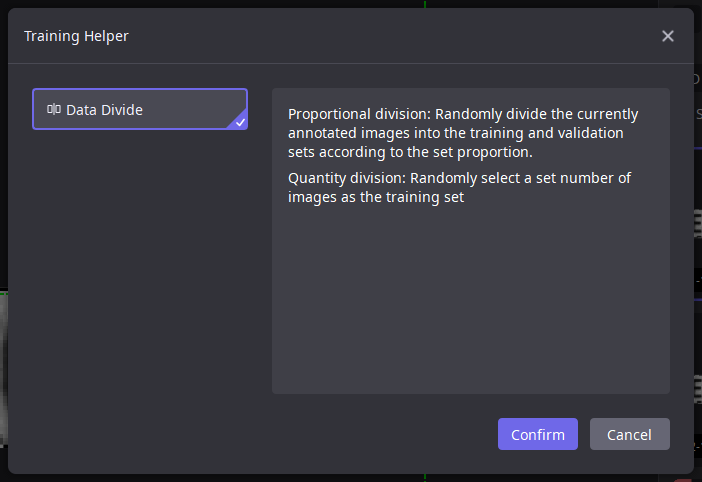 Training Helper
Data Divide
Proportional division: Randomly divide the currently
annotated images into the training and validation
sets according to the set proportion.
Quantity division: Randomly select a set number of
images as the training set
Confirm
Cancel